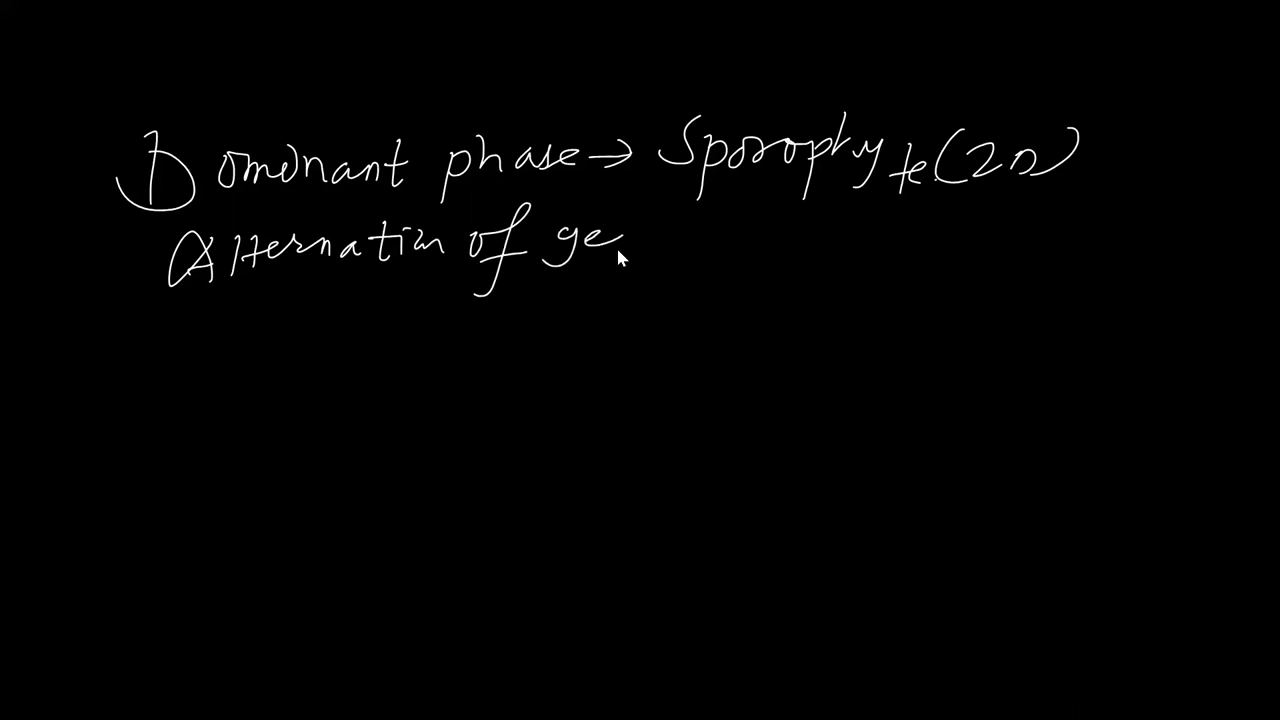 Dominant phase → Sporophyte (2n)
Alternation of ge